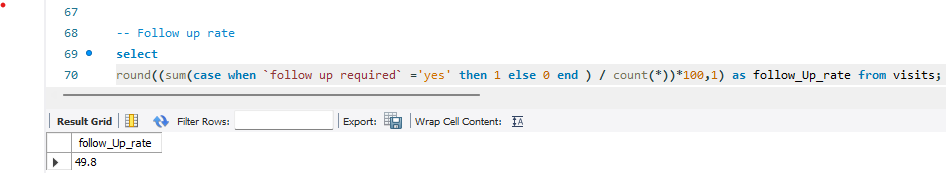 67
68 -- Follow up rate
69 select
70 round((sum(case when `follow up required` ='yes' then 1 else 0 end ) / count(*))*100,1) as follow_Up_rate from visits;
Result Grid Filter Rows: Export: Wrap Cell Content:
follow_Up_rate
49.8